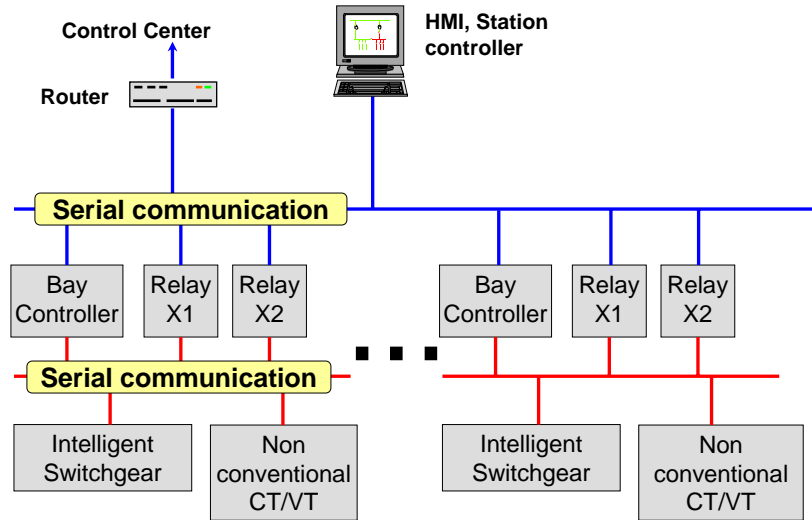 Control Center
HMI, Station
controller
Router
Serial communication
Bay
Controller
Relay
X1
Relay
X2
Bay
Controller
Relay
X1
Relay
X2
Serial communication
Intelligent
Switchgear
Non
conventional
CT/VT
Intelligent
Switchgear
Non
conventional
CT/VT